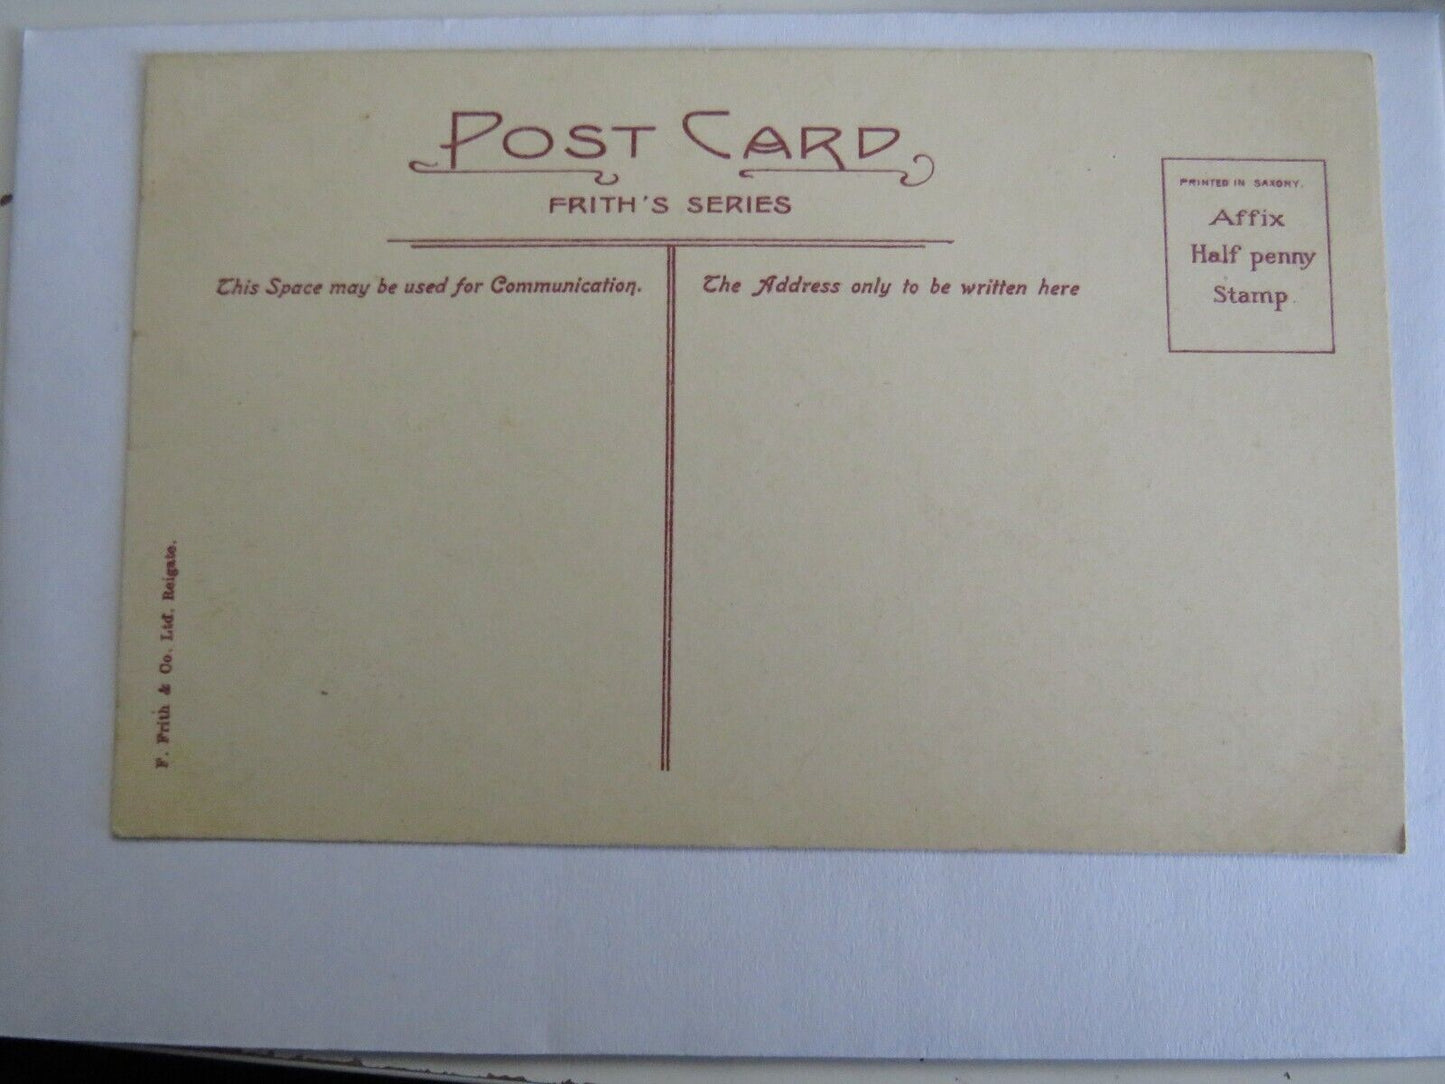 POST CARD
FRITH'S SERIES
This Space may be used for Communication.
The Address only to be written here
PRINTED IN SAXONY.
Affix
Half penny
Stamp
F. Frith & Co. Ltd. Reigate.